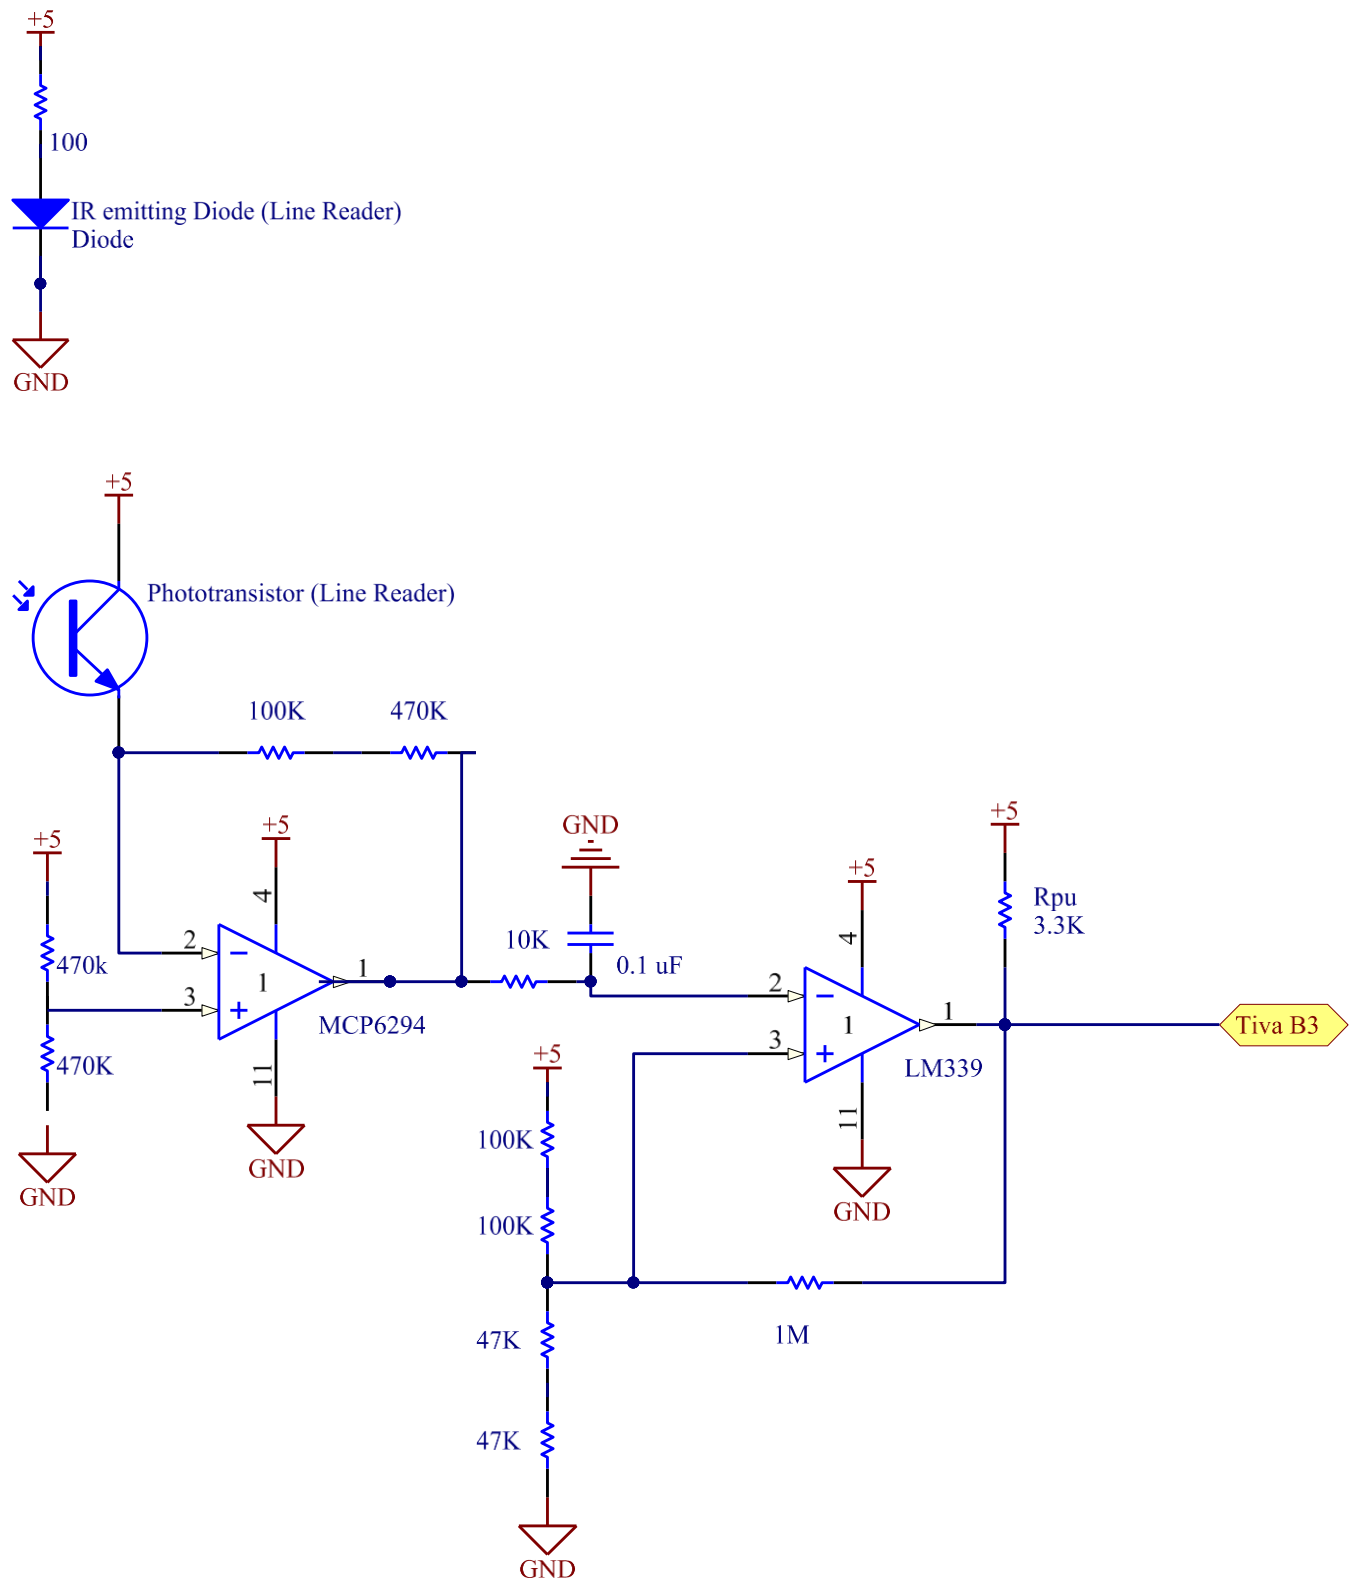 +5
100
IR emitting Diode (Line Reader)
Diode
GND
+5
Phototransistor (Line Reader)
100K
470K
+5
+5
GND
+5
+5
4
4
Rpu
3.3K
2
470k
1
1
10K
0.1 uF
3
MCP6294
470K
11
2
1
1
3
LM339
Tiva B3
+5
11
GND
GND
GND
100K
100K
1M
47K
47K
GND